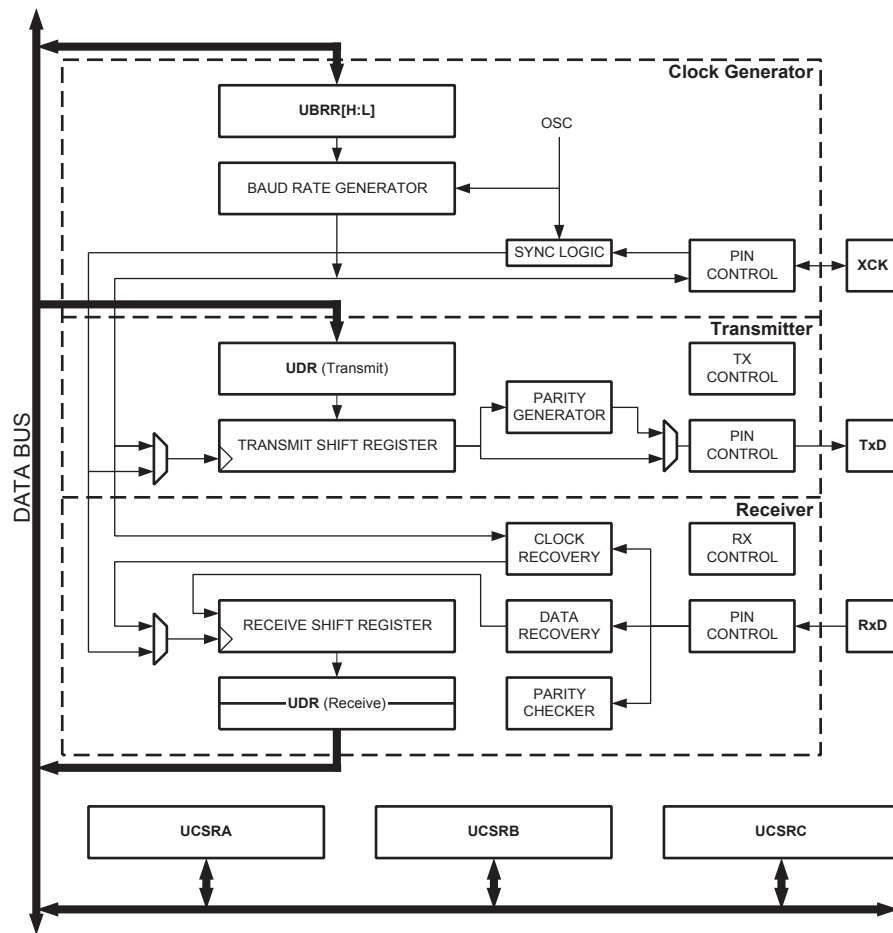 Clock Generator
UBRR[H:L]
OSC
BAUD RATE GENERATOR
SYNC LOGIC
PIN
CONTROL
XCK
DATA BUS
Transmitter
UDR (Transmit)
TX
CONTROL
PARITY
GENERATOR
TRANSMIT SHIFT REGISTER
PIN
CONTROL
TxD
Receiver
CLOCK
RECOVERY
RX
CONTROL
RECEIVE SHIFT REGISTER
DATA
RECOVERY
PIN
CONTROL
RxD
UDR (Receive)
PARITY
CHECKER
UCSRA
UCSRB
UCSRC